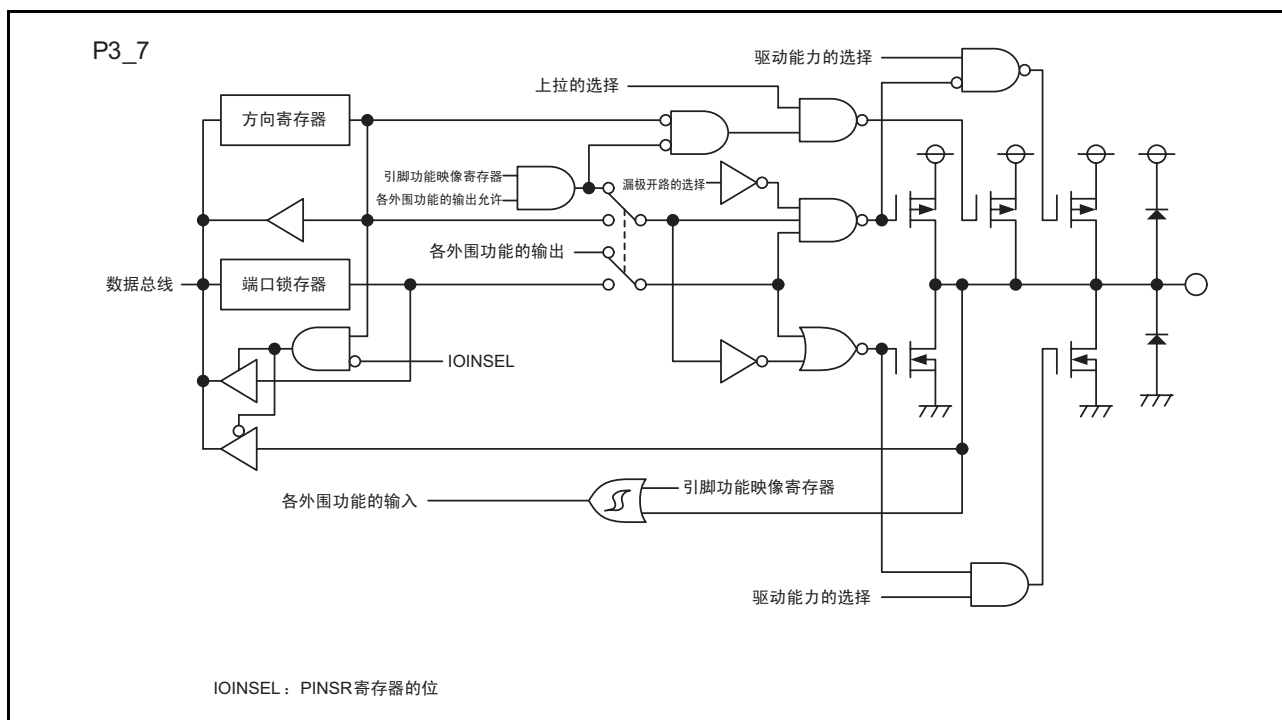 P3_7
驱动能力的选择
上拉的选择
方向寄存器
引脚功能映像寄存器
各外围功能的输出允许
漏极开路的选择
各外围功能的输出
数据总线
端口锁存器
IOINSEL
各外围功能的输入
引脚功能映像寄存器
驱动能力的选择
IOINSEL：PINSR寄存器的位